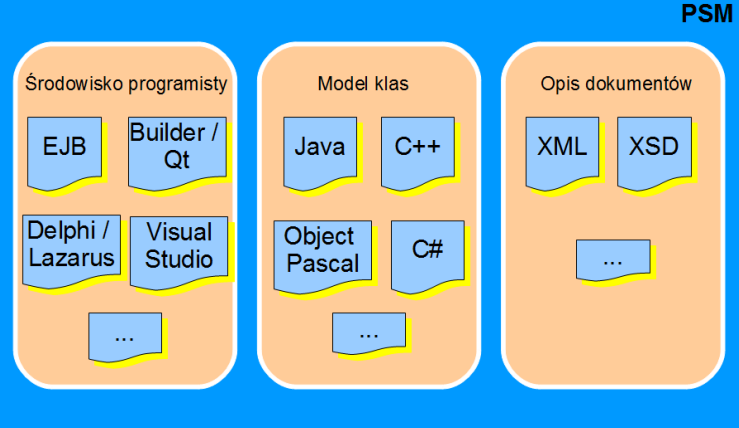 PSM
Środowisko programisty
EJB
Builder /
Qt
Delphi /
Lazarus
Visual
Studio
...
Model klas
Java
C++
Object
Pascal
C#
...
Opis dokumentów
XML
XSD
...